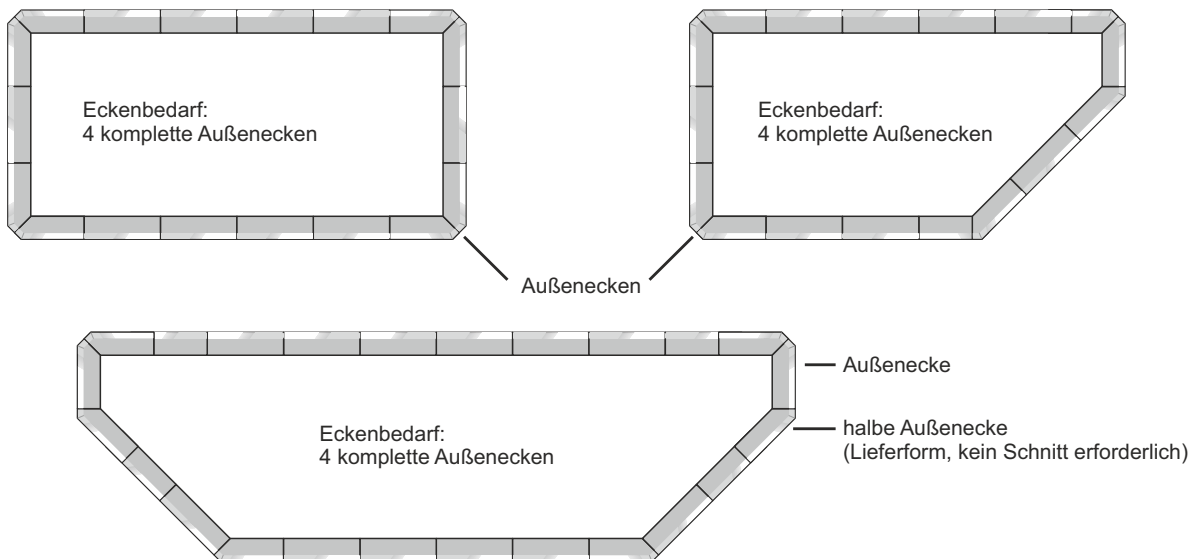 Eckenbedarf:
4 komplette Außenecken
Eckenbedarf:
4 komplette Außenecken
Außenecken
Eckenbedarf:
4 komplette Außenecken
Außenecke
halbe Außenecke
(Lieferform, kein Schnitt erforderlich)